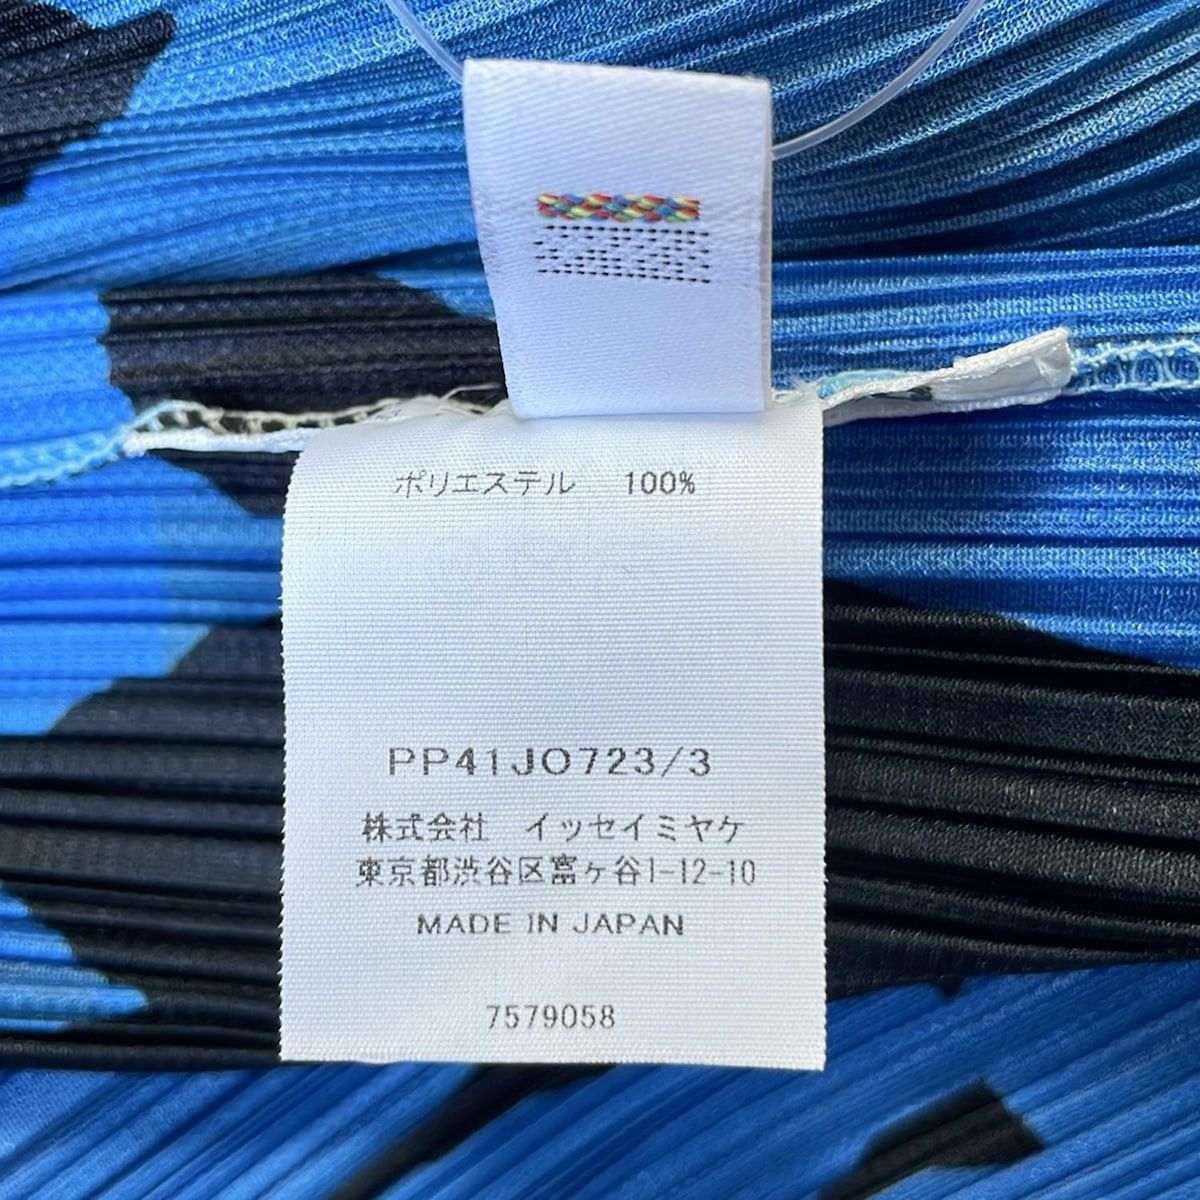 ポリエステル 100%
PP41JO723/3
株式会社 イッセイミヤケ
東京都渋谷区富ヶ谷1-12-10
MADE IN JAPAN
7579058